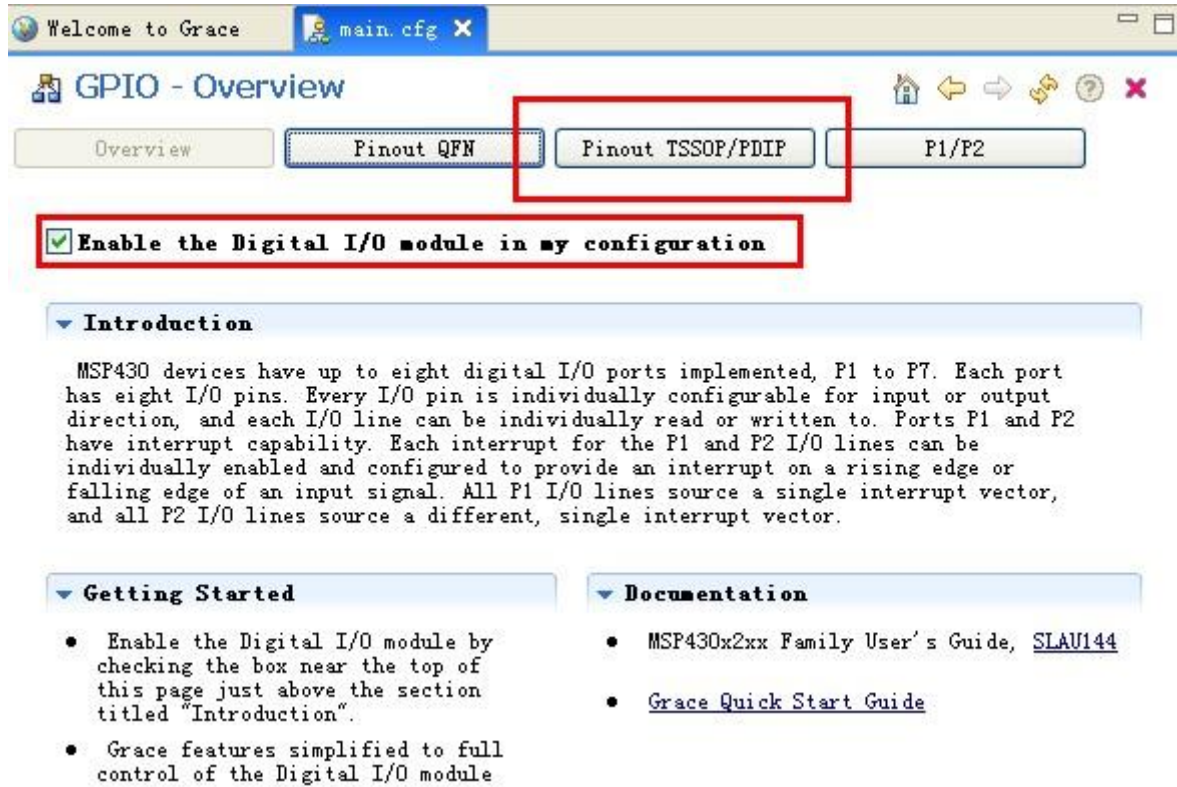 Welcome to Grace
main.cfg
GPIO - Overview
Overview
Pinout QFN
Pinout TSSOP/PDIP
P1/P2
Enable the Digital I/O module in my configuration
Introduction
MSP430 devices have up to eight digital I/O ports implemented, P1 to P7. Each port
has eight I/O pins. Every I/O pin is individually configurable for input or output
direction, and each I/O line can be individually read or written to. Ports P1 and P2
have interrupt capability. Each interrupt for the P1 and P2 I/O lines can be
individually enabled and configured to provide an interrupt on a rising edge or
falling edge of an input signal. All P1 I/O lines source a single interrupt vector,
and all P2 I/O lines source a different, single interrupt vector.
Getting Started
● Enable the Digital I/O module by
checking the box near the top of
this page just above the section
titled "Introduction".
● Grace features simplified to full
control of the Digital I/O module
Documentation
● MSP430x2xx Family User's Guide, SLAU144
● Grace Quick Start Guide